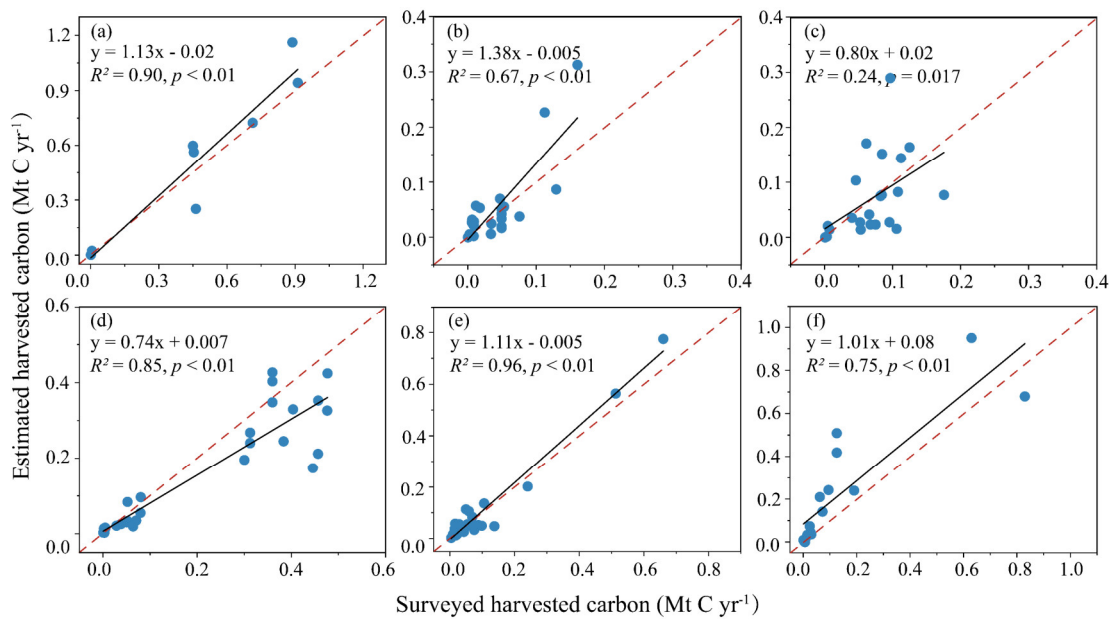 Estimated harvested carbon (Mt C yr⁻¹)
(a)
y = 1.13x - 0.02
R² = 0.90, p < 0.01
1.2
0.9
0.6
0.3
0.0
0.0 0.3 0.6 0.9 1.2
(b)
y = 1.38x - 0.005
R² = 0.67, p < 0.01
0.4
0.3
0.2
0.1
0.0
0.0 0.1 0.2 0.3 0.4
(c)
y = 0.80x + 0.02
R² = 0.24, p = 0.017
0.4
0.3
0.2
0.1
0.0
0.0 0.1 0.2 0.3 0.4
(d)
y = 0.74x + 0.007
R² = 0.85, p < 0.01
0.6
0.4
0.2
0.0
0.0 0.2 0.4 0.6
(e)
y = 1.11x - 0.005
R² = 0.96, p < 0.01
0.8
0.6
0.4
0.2
0.0
0.0 0.2 0.4 0.6 0.8
(f)
y = 1.01x + 0.08
R² = 0.75, p < 0.01
1.0
0.8
0.6
0.4
0.2
0.0
0.0 0.2 0.4 0.6 0.8 1.0
Surveyed harvested carbon (Mt C yr⁻¹)